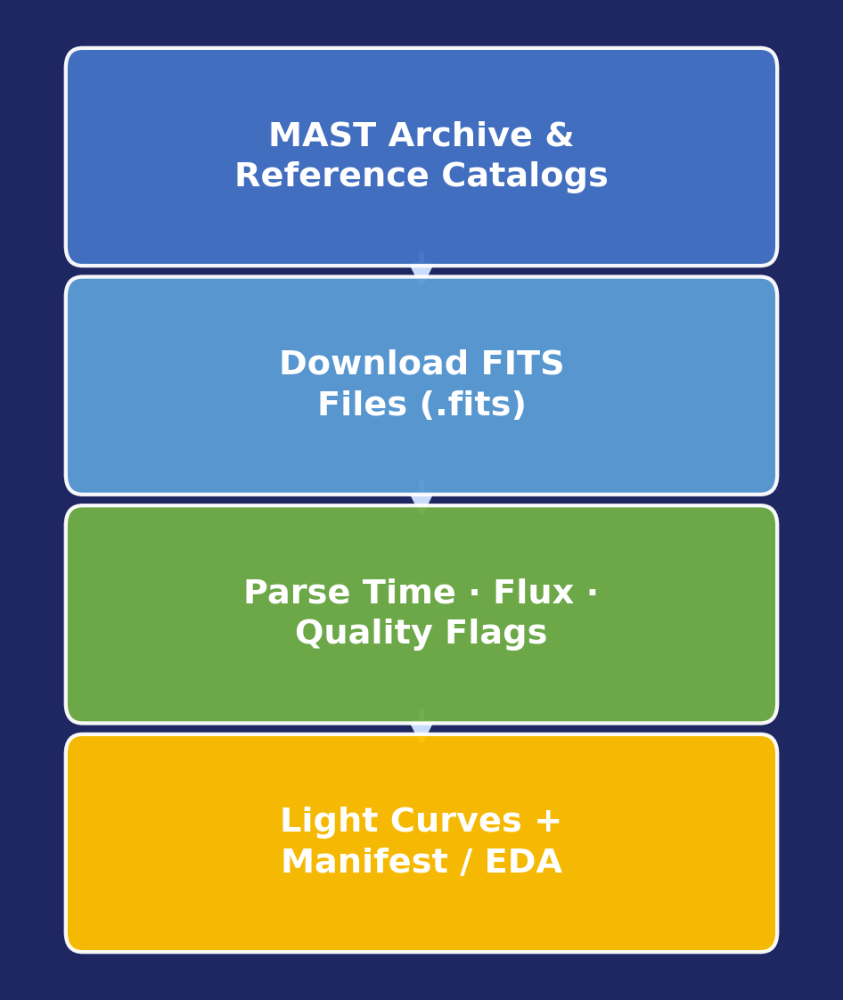 MAST Archive &
Reference Catalogs
Download FITS
Files (.fits)
Parse Time · Flux ·
Quality Flags
Light Curves +
Manifest / EDA